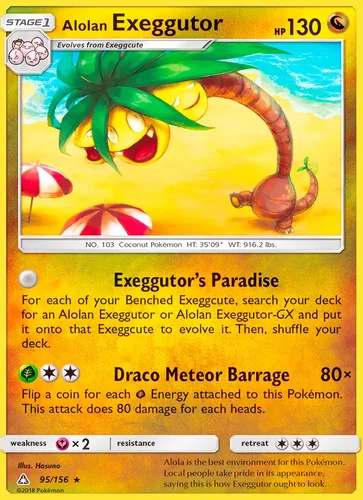 STAGE 1
Alolan Exeggutor
HP 130
Evolves from Exeggcute
NO. 103 Coconut Pokémon HT: 35'09" WT: 916.2 lbs.
Exeggutor's Paradise
For each of your Benched Exeggcute, search your deck
for an Alolan Exeggutor or Alolan Exeggutor-GX and put
it onto that Exeggcute to evolve it. Then, shuffle your
deck.
Draco Meteor Barrage 80×
Flip a coin for each Energy attached to this Pokémon.
This attack does 80 damage for each heads.
weakness ×2 resistance retreat
Illus. Hasuno
95/156 ★
©2018 Pokémon
Alola is the best environment for this Pokémon.
Local people take pride in its appearance,
saying this is how Exeggutor ought to look.